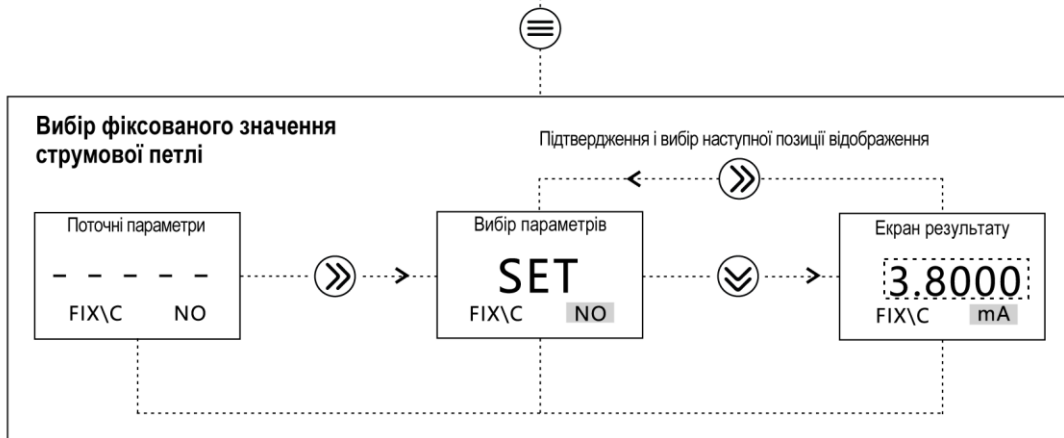 Вибір фіксованого значення
струмової петлі
Підтвердження і вибір наступної позиції відображення
Поточні параметри
- - - - -
FIX\C NO
Вибір параметрів
SET
FIX\C NO
Екран результату
3.8000
FIX\C mA